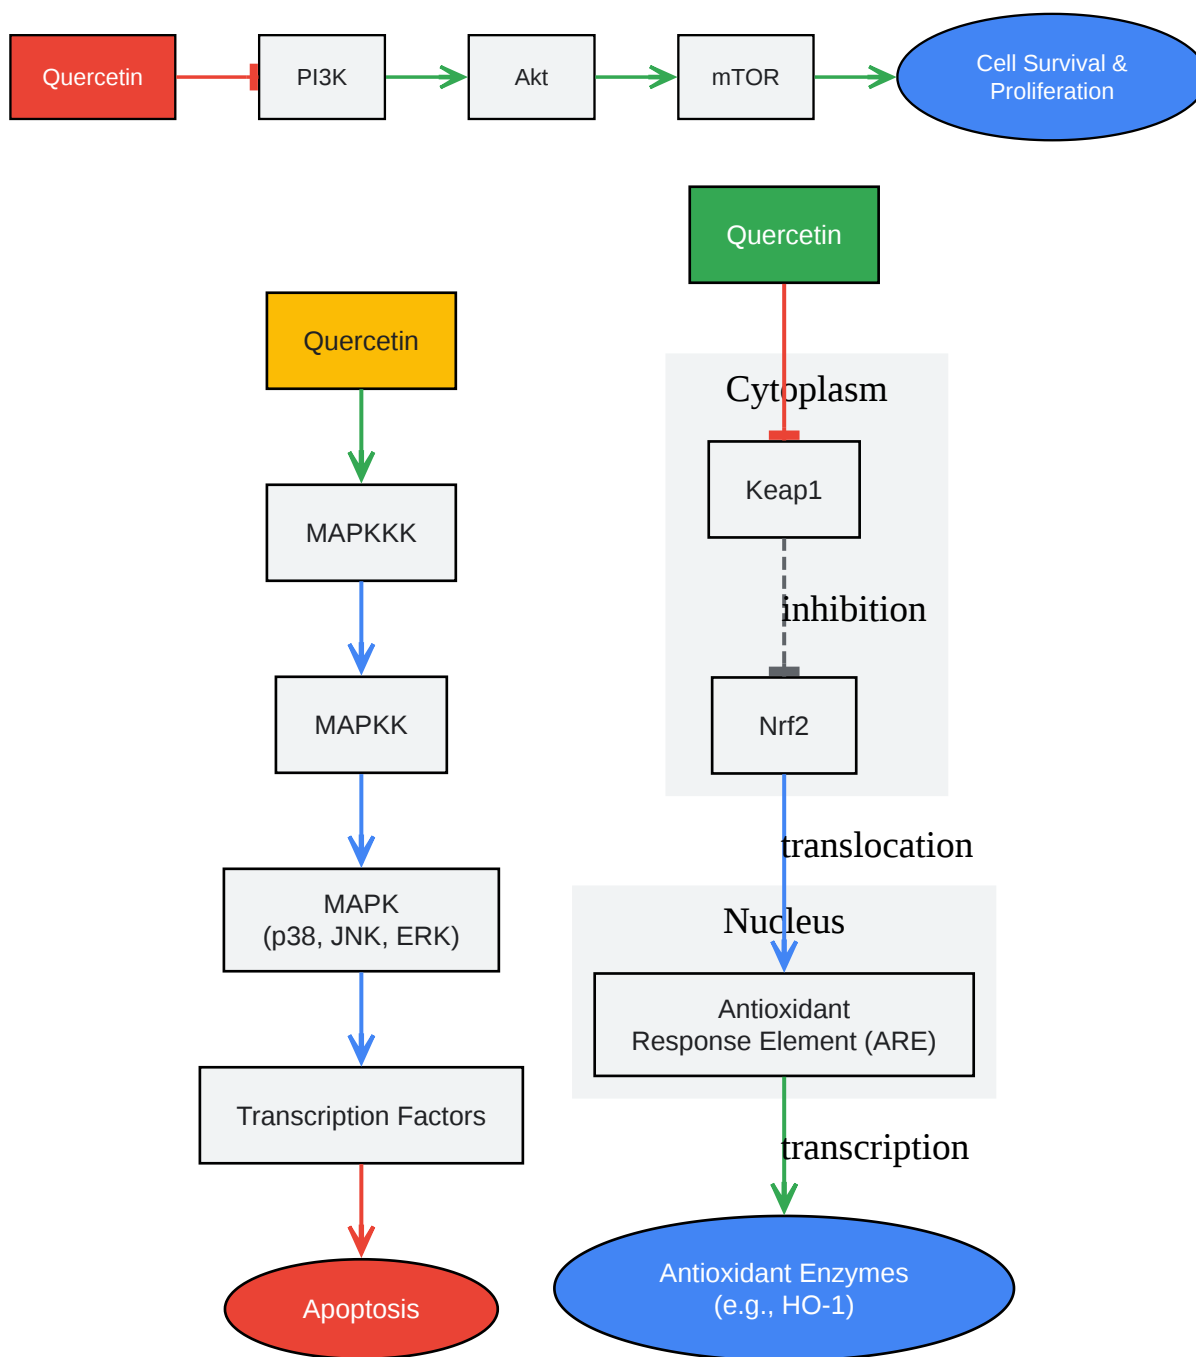 Quercetin
PI3K
Akt
mTOR
Cell Survival &
Proliferation
Quercetin
MAPKKK
MAPKK
MAPK
(p38, JNK, ERK)
Transcription Factors
Apoptosis
Quercetin
Cytoplasm
Keap1
inhibition
Nrf2
translocation
Nucleus
Antioxidant
Response Element (ARE)
transcription
Antioxidant Enzymes
(e.g., HO-1)